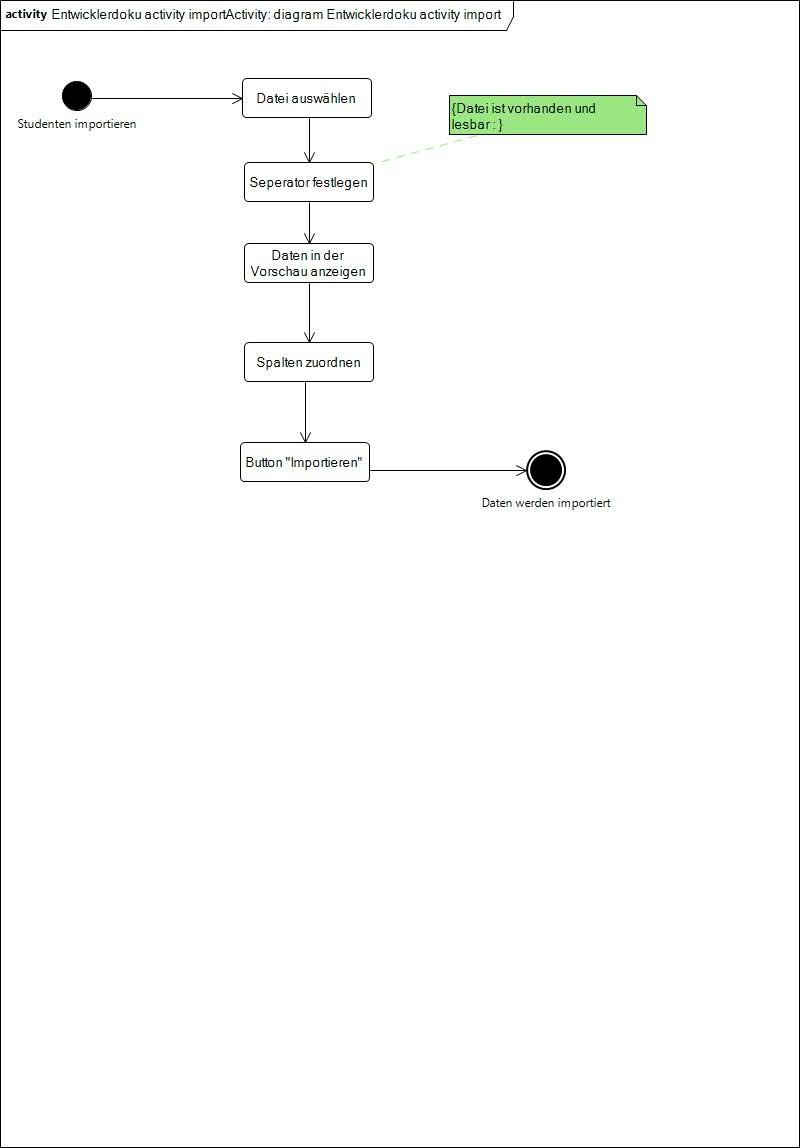 activity Entwicklerdoku activity importActivity: diagram Entwicklerdoku activity import
Studenten importieren
Datei auswählen
{Datei ist vorhanden und
lesbar : }
Seperator festlegen
Daten in der
Vorschau anzeigen
Spalten zuordnen
Button "Importieren"
Daten werden importiert